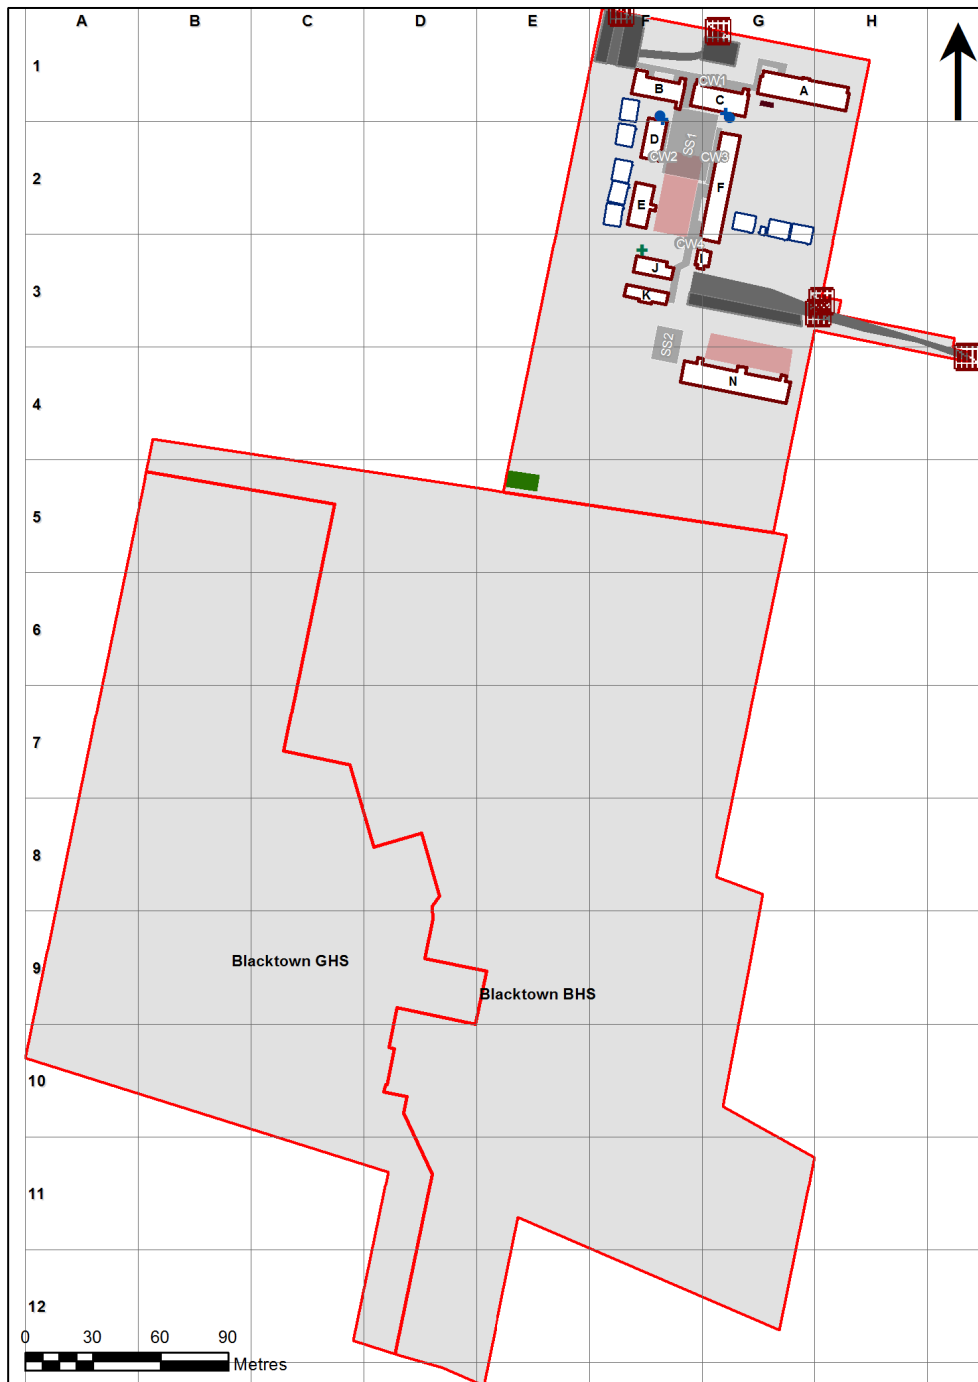 A B C D E F G H
1
CW1
B
C
A
D
SS1
2
CW2
CW3
F
E
CW4
I
J
3
K
SS2
N
4
5
6
7
8
9
Blacktown GHS
Blacktown BHS
10
11
12
0 30 60 90
Metres